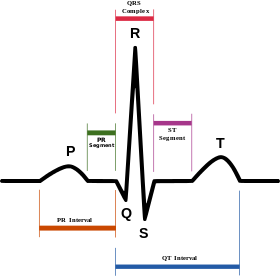 QRS
Complex
R
PR
Segment
ST
Segment
P
T
Q
S
PR Interval
QT Interval